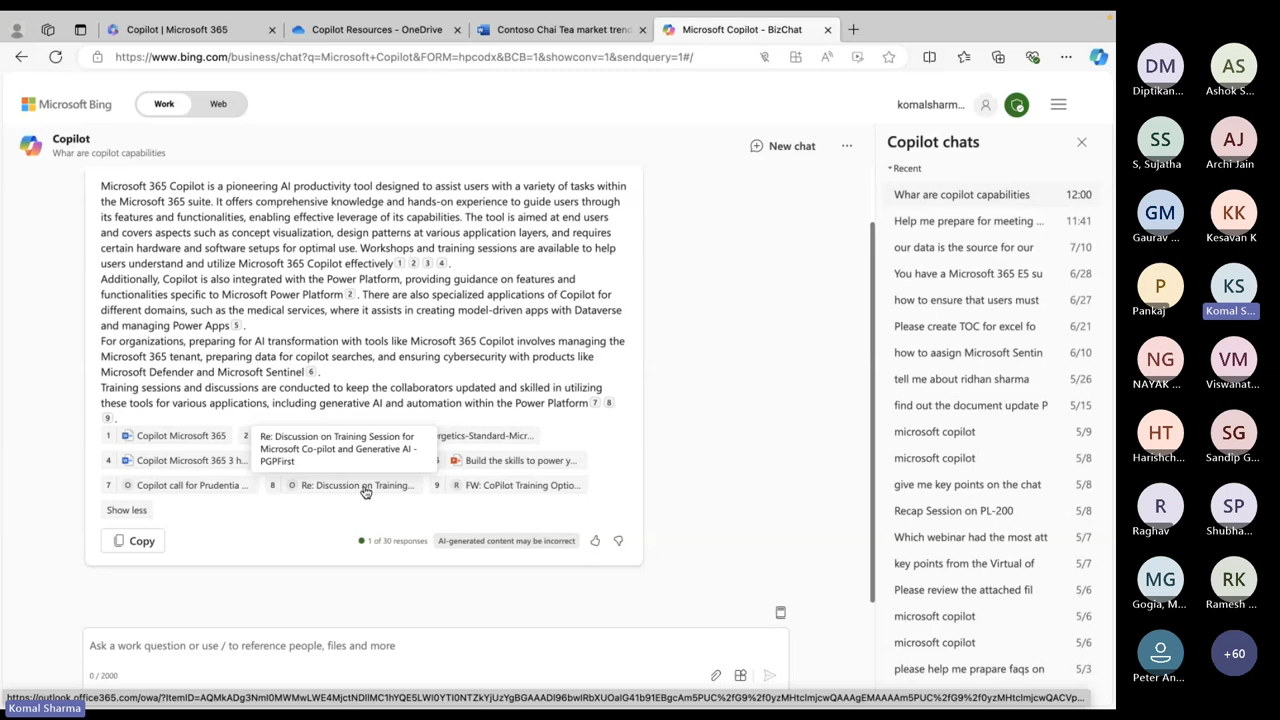 Copilot | Microsoft 365
Copilot Resources - OneDrive
Contoso Chai Tea market trend
Microsoft Copilot - BizChat
https://www.bing.com/business/chat?q=Microsoft+Copilot&FORM=hpcodx&BCB=1&showconv=1&sendquery=1#/
Microsoft Bing
Work
Web
komalsharm...
Copilot
Whar are copilot capabilities
New chat
Microsoft 365 Copilot is a pioneering AI productivity tool designed to assist users with a variety of tasks within
the Microsoft 365 suite. It offers comprehensive knowledge and hands-on experience to guide users through
its features and functionalities, enabling effective leverage of its capabilities. The tool is aimed at end users
and covers aspects such as concept visualization, design patterns at various application layers, and requires
certain hardware and software setups for optimal use. Workshops and training sessions are available to help
users understand and utilize Microsoft 365 Copilot effectively 1 2 3 4 .
Additionally, Copilot is also integrated with the Power Platform, providing guidance on features and
functionalities specific to Microsoft Power Platform 2 . There are also specialized applications of Copilot for
different domains, such as the medical services, where it assists in creating model-driven apps with Dataverse
and managing Power Apps 5 .
For organizations, preparing for AI transformation with tools like Microsoft 365 Copilot involves managing the
Microsoft 365 tenant, preparing data for copilot searches, and ensuring cybersecurity with products like
Microsoft Defender and Microsoft Sentinel 6 .
Training sessions and discussions are conducted to keep the collaborators updated and skilled in utilizing
these tools for various applications, including generative AI and automation within the Power Platform 7 8
9 .
1 Copilot Microsoft 365
2
Re: Discussion on Training Session for
Microsoft Co-pilot and Generative AI -
PGPFirst
rgetics-Standard-Micr...
4 Copilot Microsoft 365 3 h...
Build the skills to power y...
7 Copilot call for Prudentia ...
8 Re: Discussion on Training...
9 FW: CoPilot Training Optio...
Show less
Copy
1 of 30 responses
AI-generated content may be incorrect
Ask a work question or use / to reference people, files and more
0 / 2000
Copilot chats
Recent
Whar are copilot capabilities 12:00
Help me prepare for meeting ... 11:41
our data is the source for our 7/10
You have a Microsoft 365 E5 su 6/28
how to ensure that users must 6/27
Please create TOC for excel fo 6/21
how to aasign Microsoft Sentin 6/10
tell me about ridhan sharma 5/26
find out the document update P 5/15
microsoft copilot 5/9
microsoft copilot 5/8
give me key points on the chat 5/8
Recap Session on PL-200 5/8
Which webinar had the most att 5/7
key points from the Virtual of 5/7
Please review the attached fil 5/6
microsoft copilot 5/6
microsoft copilot 5/6
please help me prapare faqs on 5/3
Komal Sharma
DM
Diptikan...
AS
Ashok S...
SS
S, Sujatha
AJ
Archi Jain
GM
Gaurav ...
KK
Kesavan K
P
Pankaj
KS
Komal S...
NG
NAYAK ...
VM
Viswanat...
HT
Harishch...
SG
Sandip G...
R
Raghav
SP
Shubha...
MG
Gogia, M...
RK
Ramesh ...
Peter An...
+60